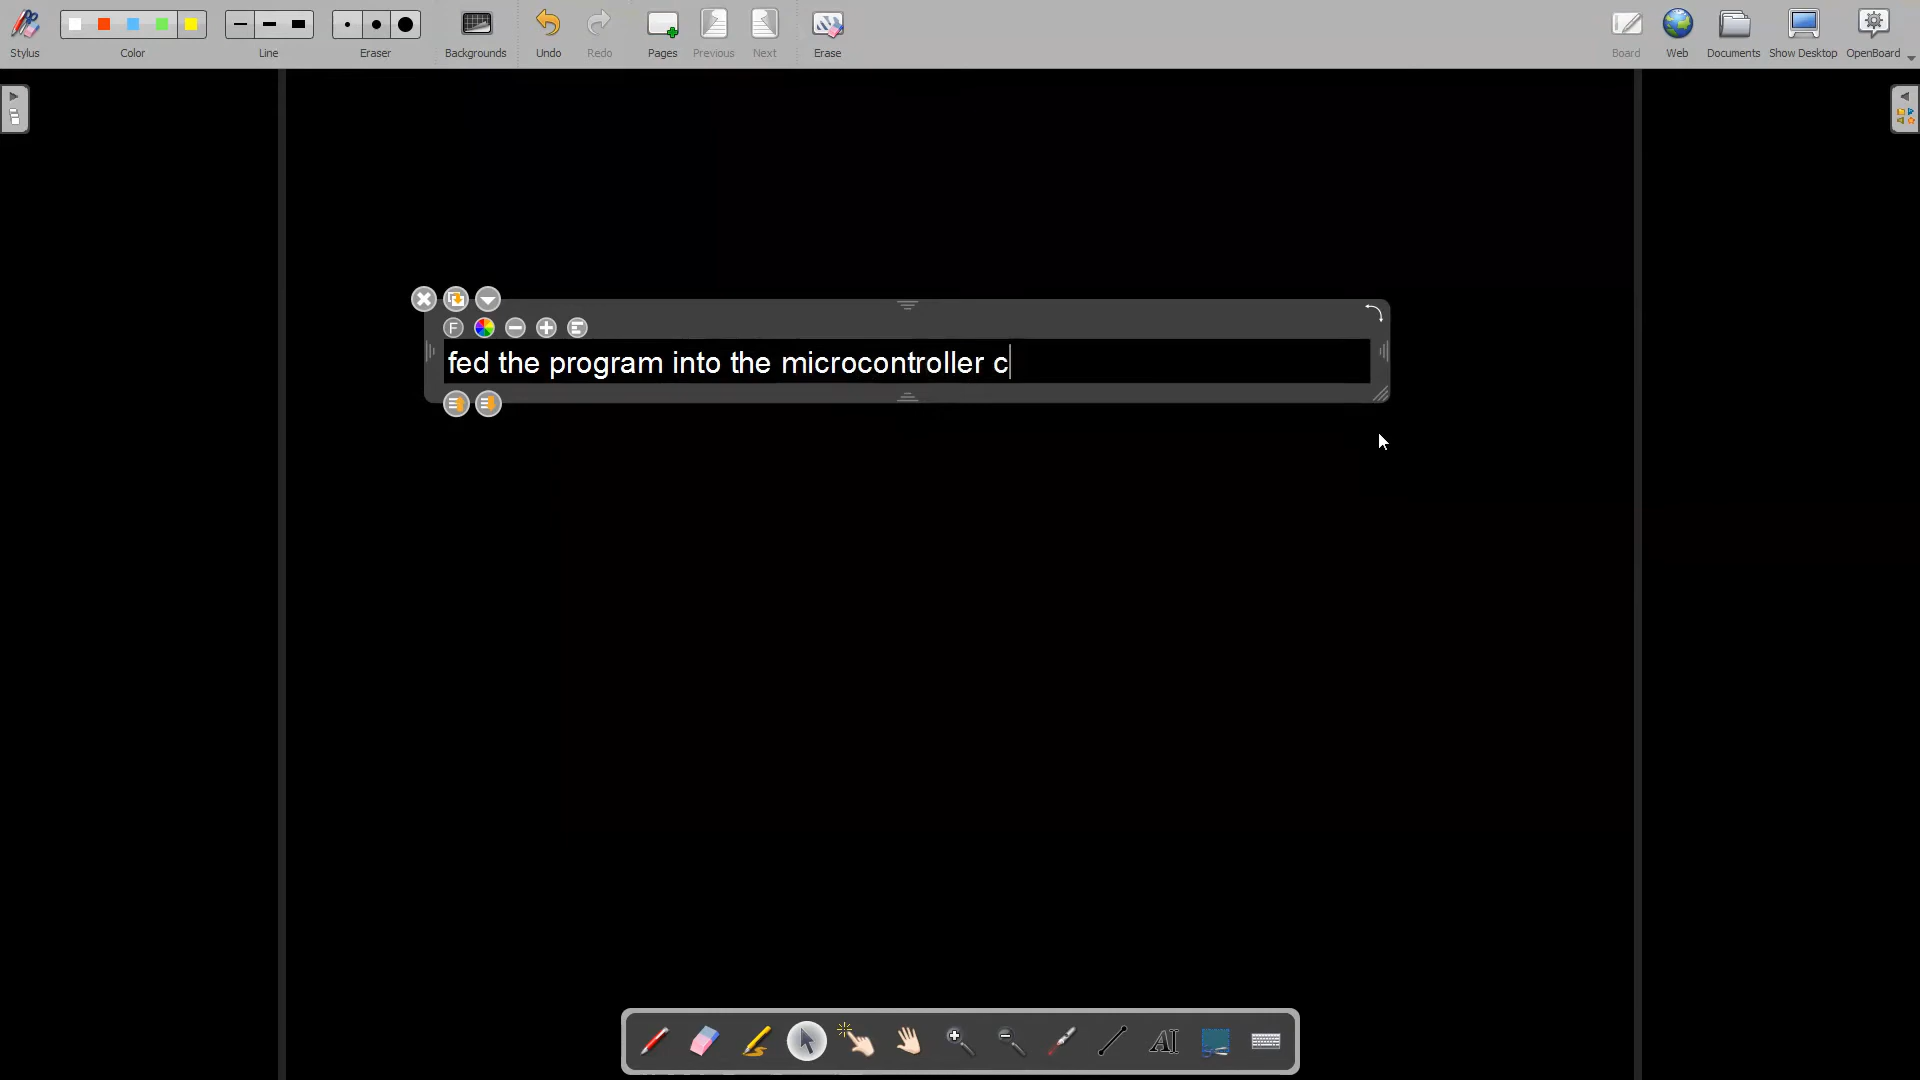 Stylus
Color
Line
Eraser
Backgrounds
Undo
Redo
Pages
Previous
Next
Erase
Board
Web
Documents
Show Desktop
OpenBoard
F
fed the program into the microcontroller c
AI